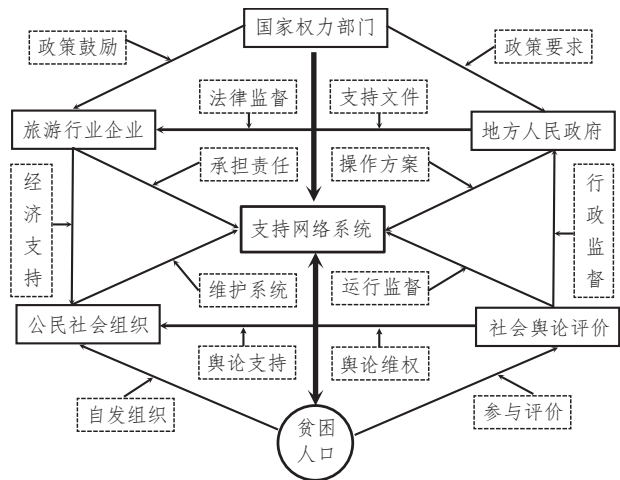 国家权力部门
政策鼓励
政策要求
法律监督
支持文件
旅游行业企业
地方人民政府
承担责任
操作方案
经济支持
行政监督
支持网络系统
维护系统
运行监督
公民社会组织
社会舆论评价
舆论支持
舆论维权
自发组织
参与评价
贫困
人口